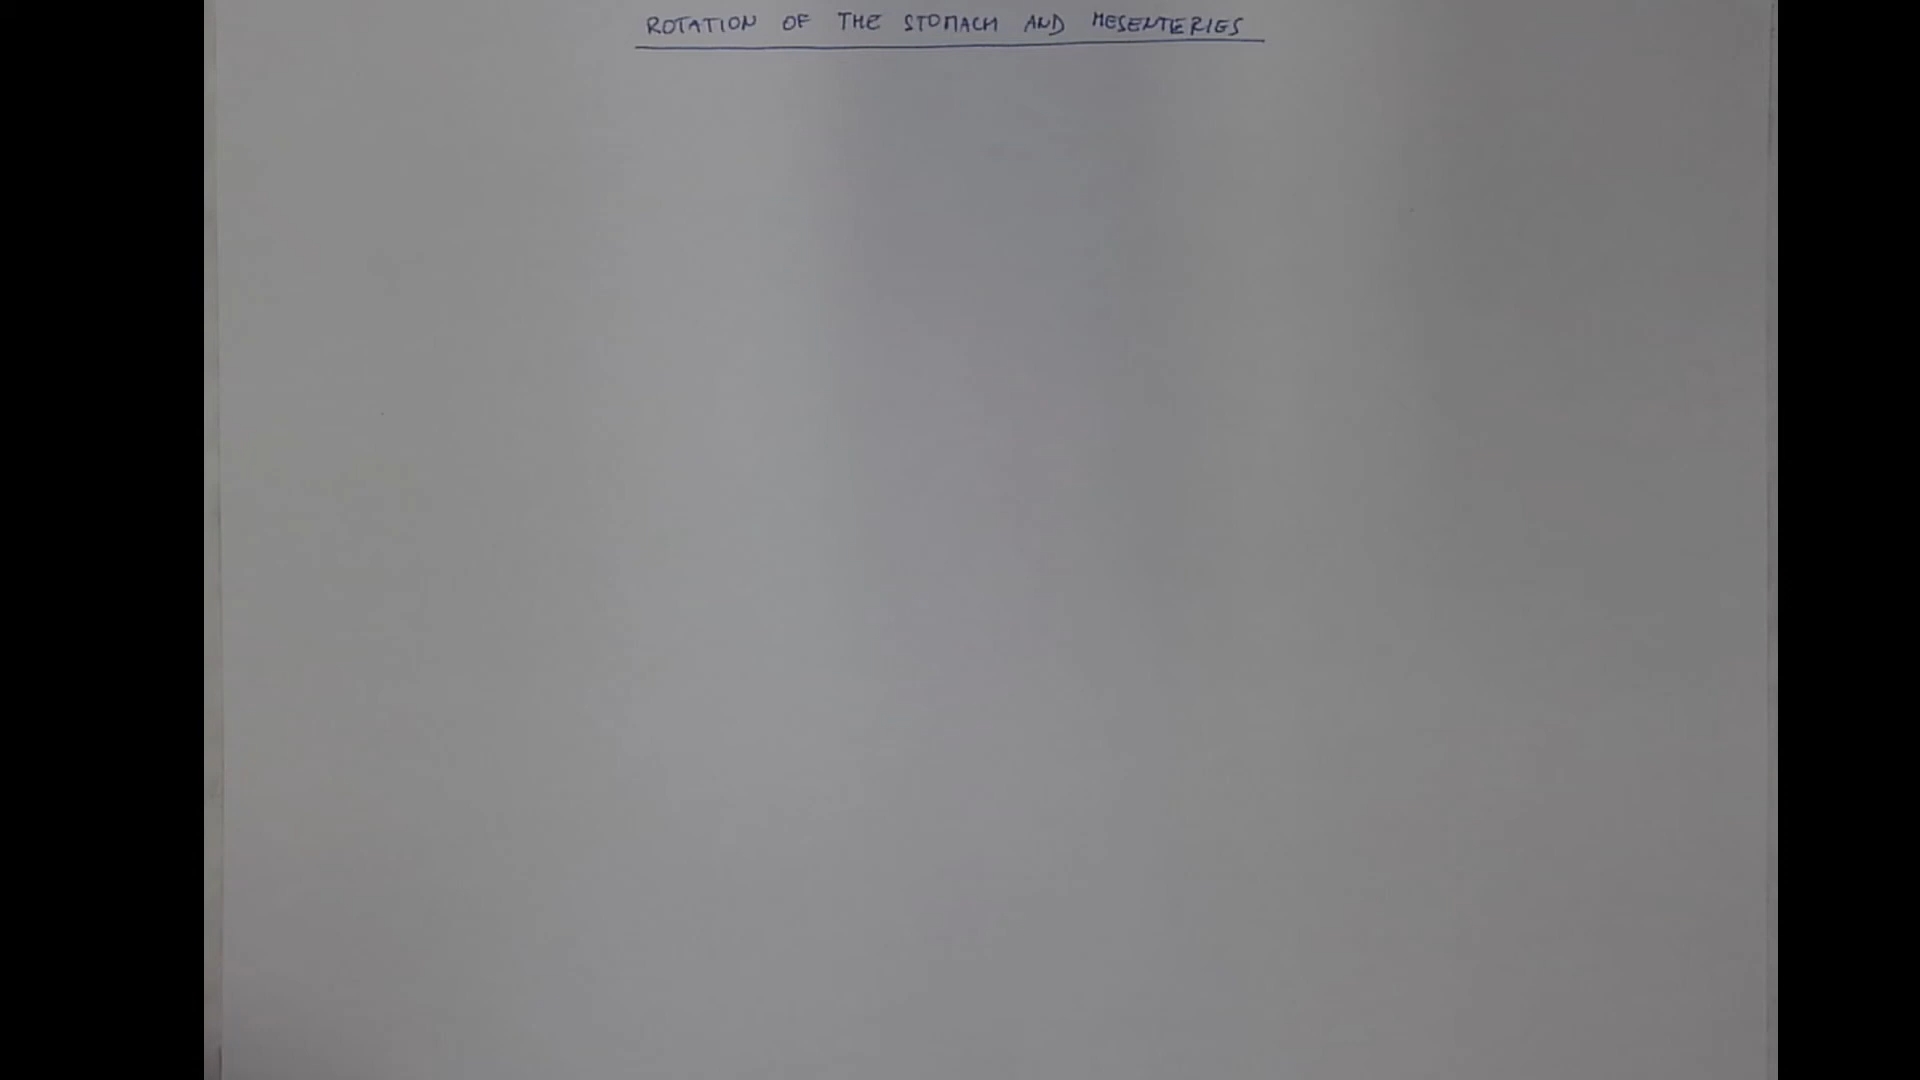 ROTATION OF THE STOMACH AND MESENTERIES